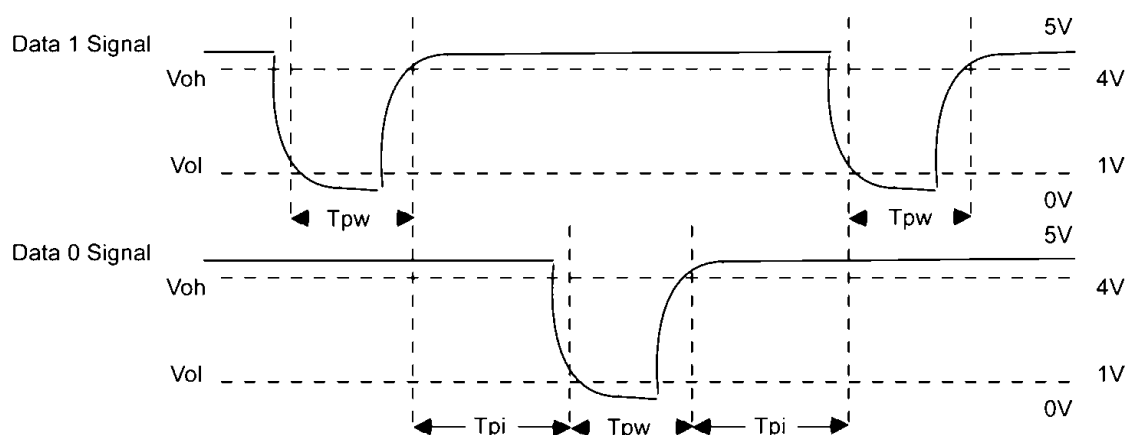 Data 1 Signal 5V
Voh 4V
Vol 1V
0V
Tpw Tpw
Data 0 Signal 5V
Voh 4V
Vol 1V
0V
Tpi Tpw Tpi